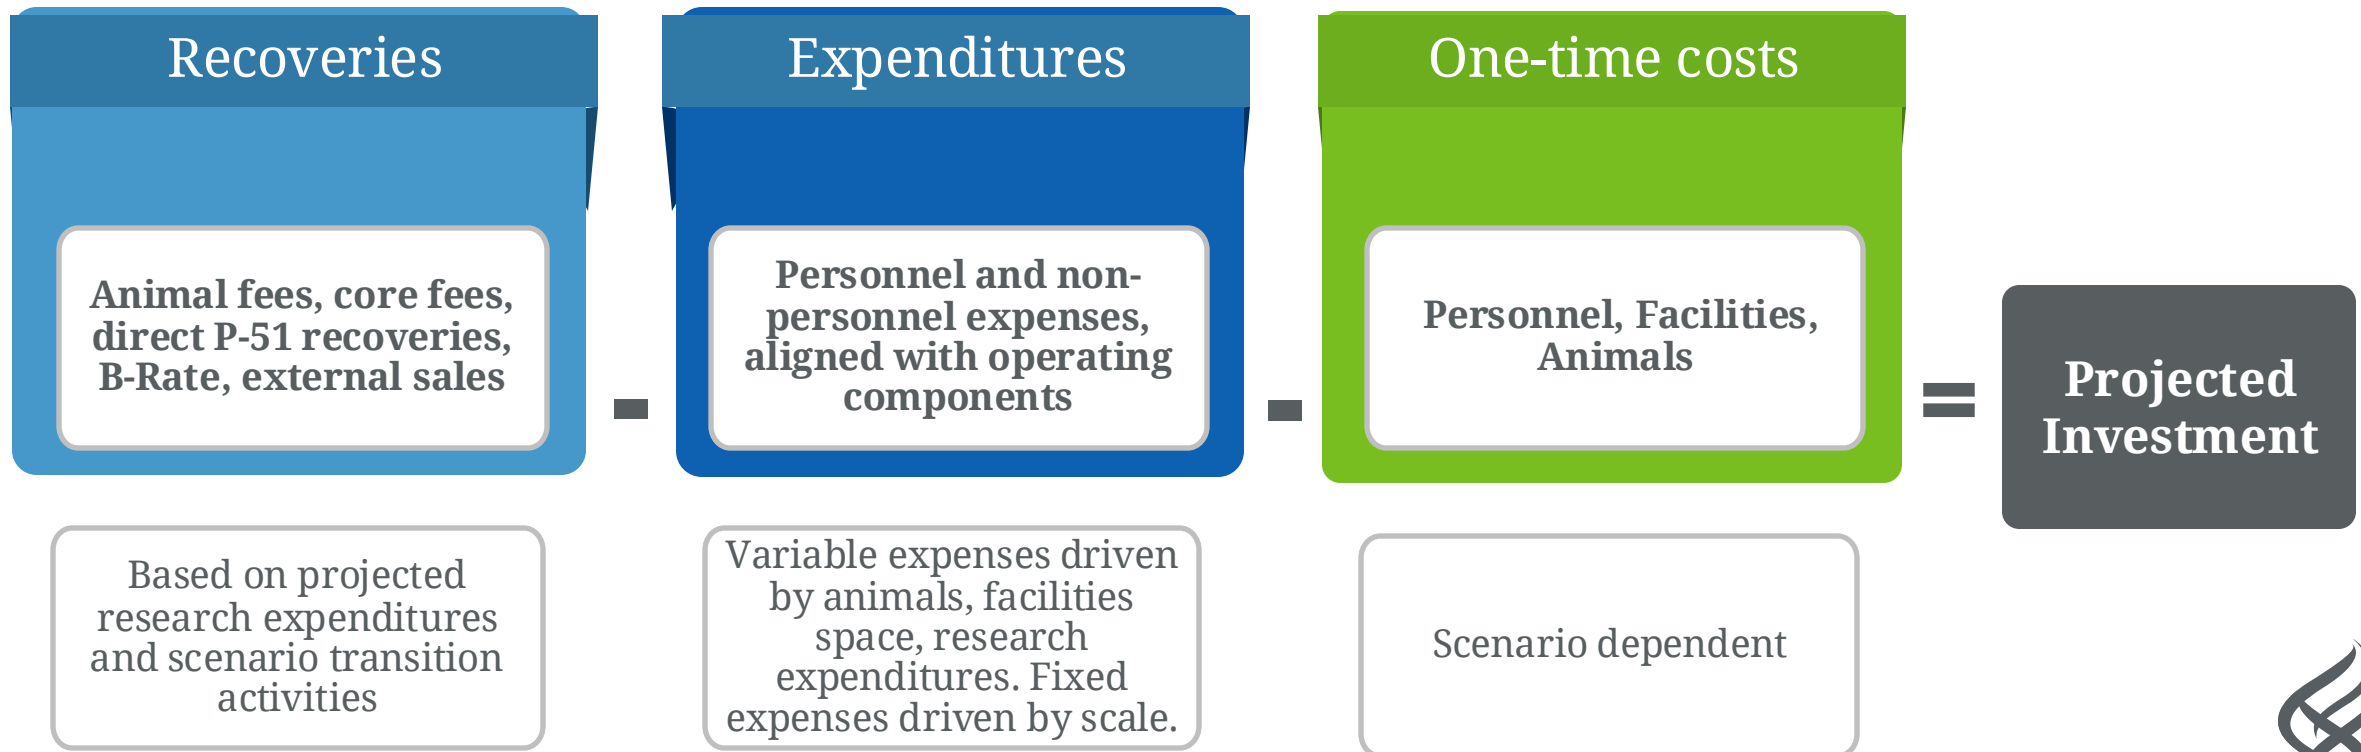 Recoveries
Animal fees, core fees,
direct P-51 recoveries,
B-Rate, external sales
Based on projected
research expenditures
and scenario transition
activities
-
Expenditures
Personnel and non-
personnel expenses,
aligned with operating
components
Variable expenses driven
by animals, facilities
space, research
expenditures. Fixed
expenses driven by scale.
-
One-time costs
Personnel, Facilities,
Animals
Scenario dependent
=
Projected
Investment